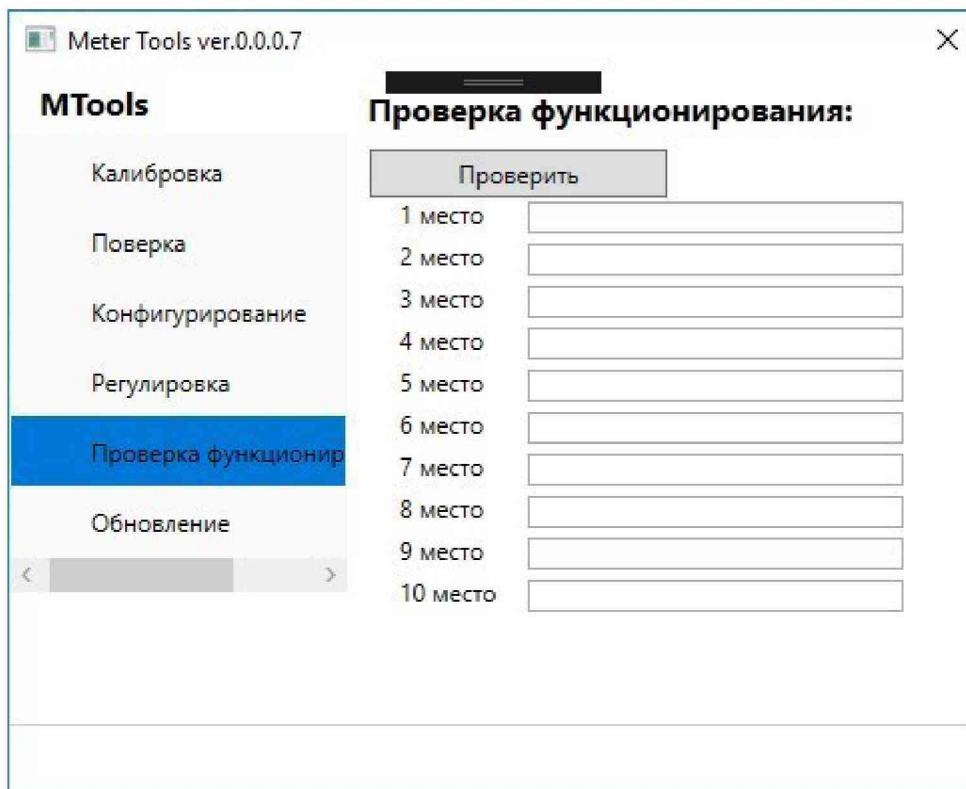 Meter Tools ver.0.0.0.7
MTools
Калибровка
Поверка
Конфигурирование
Регулировка
Проверка функционир
Обновление
Проверка функционирования:
Проверить
1 место
2 место
3 место
4 место
5 место
6 место
7 место
8 место
9 место
10 место